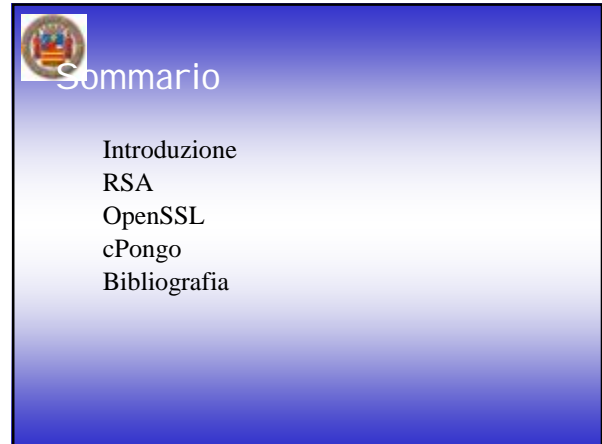 Sommario
Introduzione
RSA
OpenSSL
cPongo
Bibliografia